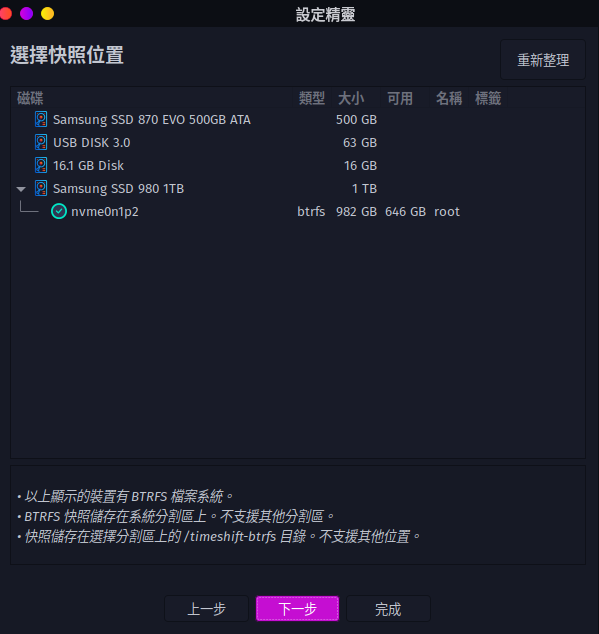 設定精靈
選擇快照位置
重新整理
磁碟 類型 大小 可用 名稱 標籤
Samsung SSD 870 EVO 500GB ATA 500 GB
USB DISK 3.0 63 GB
16.1 GB Disk 16 GB
Samsung SSD 980 1TB 1 TB
nvme0n1p2 btrfs 982 GB 646 GB root
• 以上顯示的裝置有 BTRFS 檔案系統。
• BTRFS 快照儲存在系統分割區上。不支援其他分割區。
• 快照儲存在選擇分割區上的 /timeshift-btrfs 目錄。不支援其他位置。
上一步 下一步 完成